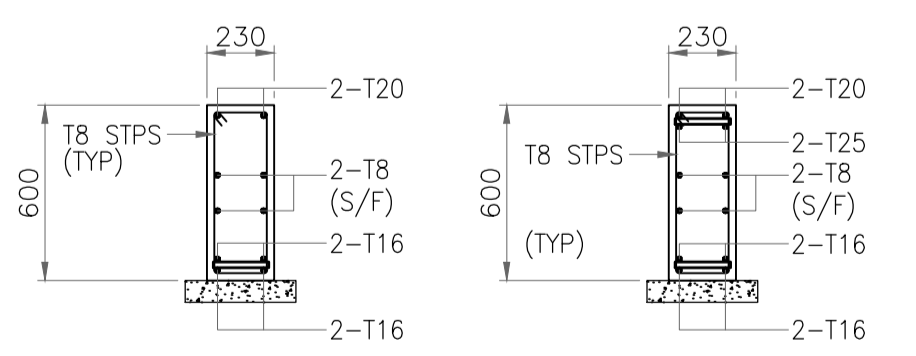 230
2-T20
T8 STPS
(TYP)
2-T8
(S/F)
600
2-T16
2-T16
230
2-T20
2-T25
T8 STPS
2-T8
(S/F)
600
(TYP)
2-T16
2-T16